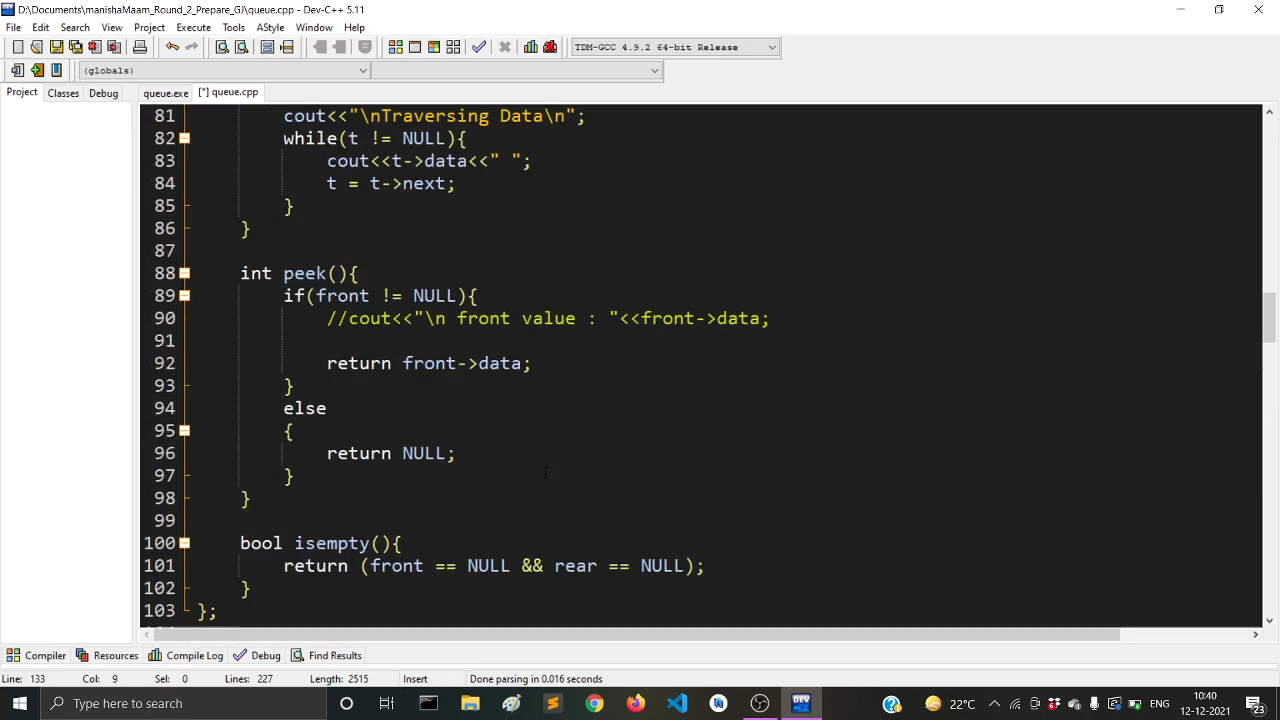 D:\Documents\manishaMaam_Round_2_Prepare_GJ\queue.cpp - Dev-C++ 5.11
File Edit Search View Project Execute Tools AStyle Window Help
TDM-GCC 4.9.2 64-bit Release
(globals)
Project Classes Debug queue.exe [*] queue.cpp
81 cout<<"\nTraversing Data\n";
82 while(t != NULL){
83 cout<<t->data<<" ";
84 t = t->next;
85 }
86 }
87
88 int peek(){
89 if(front != NULL){
90 //cout<<"\n front value : "<<front->data;
91
92 return front->data;
93 }
94 else
95 {
96 return NULL;
97 }
98 }
99
100 bool isempty(){
101 return (front == NULL && rear == NULL);
102 }
103 };
Compiler Resources Compile Log Debug Find Results
Line: 133 Col: 9 Sel: 0 Lines: 227 Length: 2515 Insert Done parsing in 0.016 seconds
Type here to search 22°C ENG 10:40
12-12-2021 23